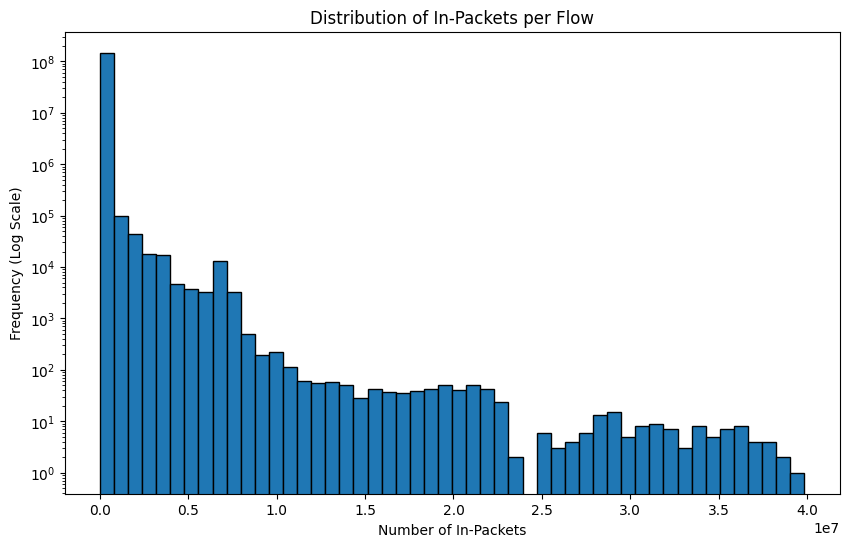 Distribution of In-Packets per Flow
Frequency (Log Scale)
10^8
10^7
10^6
10^5
10^4
10^3
10^2
10^1
10^0
0.0 0.5 1.0 1.5 2.0 2.5 3.0 3.5 4.0
1e7
Number of In-Packets